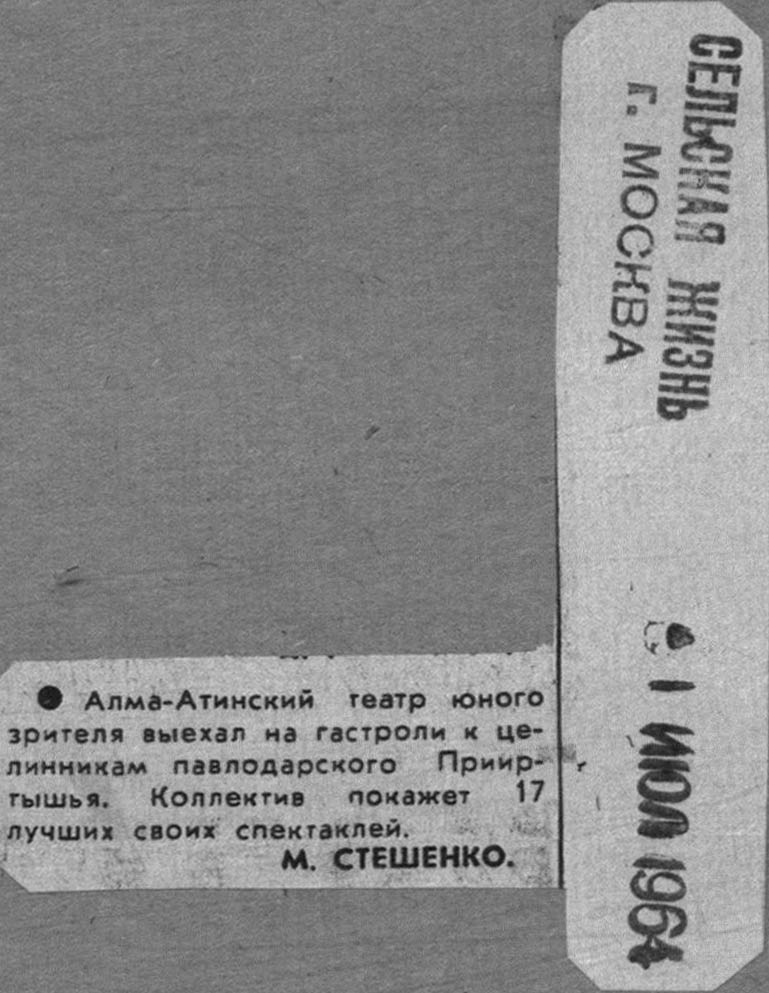 СЕЛЬСКАЯ ЖИЗНЬ
г. МОСКВА
1 ИЮЛ 1964
● Алма-Атинский театр юного
зрителя выехал на гастроли к це-
линникам павлодарского Приир-
тышья. Коллектив покажет 17
лучших своих спектаклей.
М. СТЕШЕНКО.